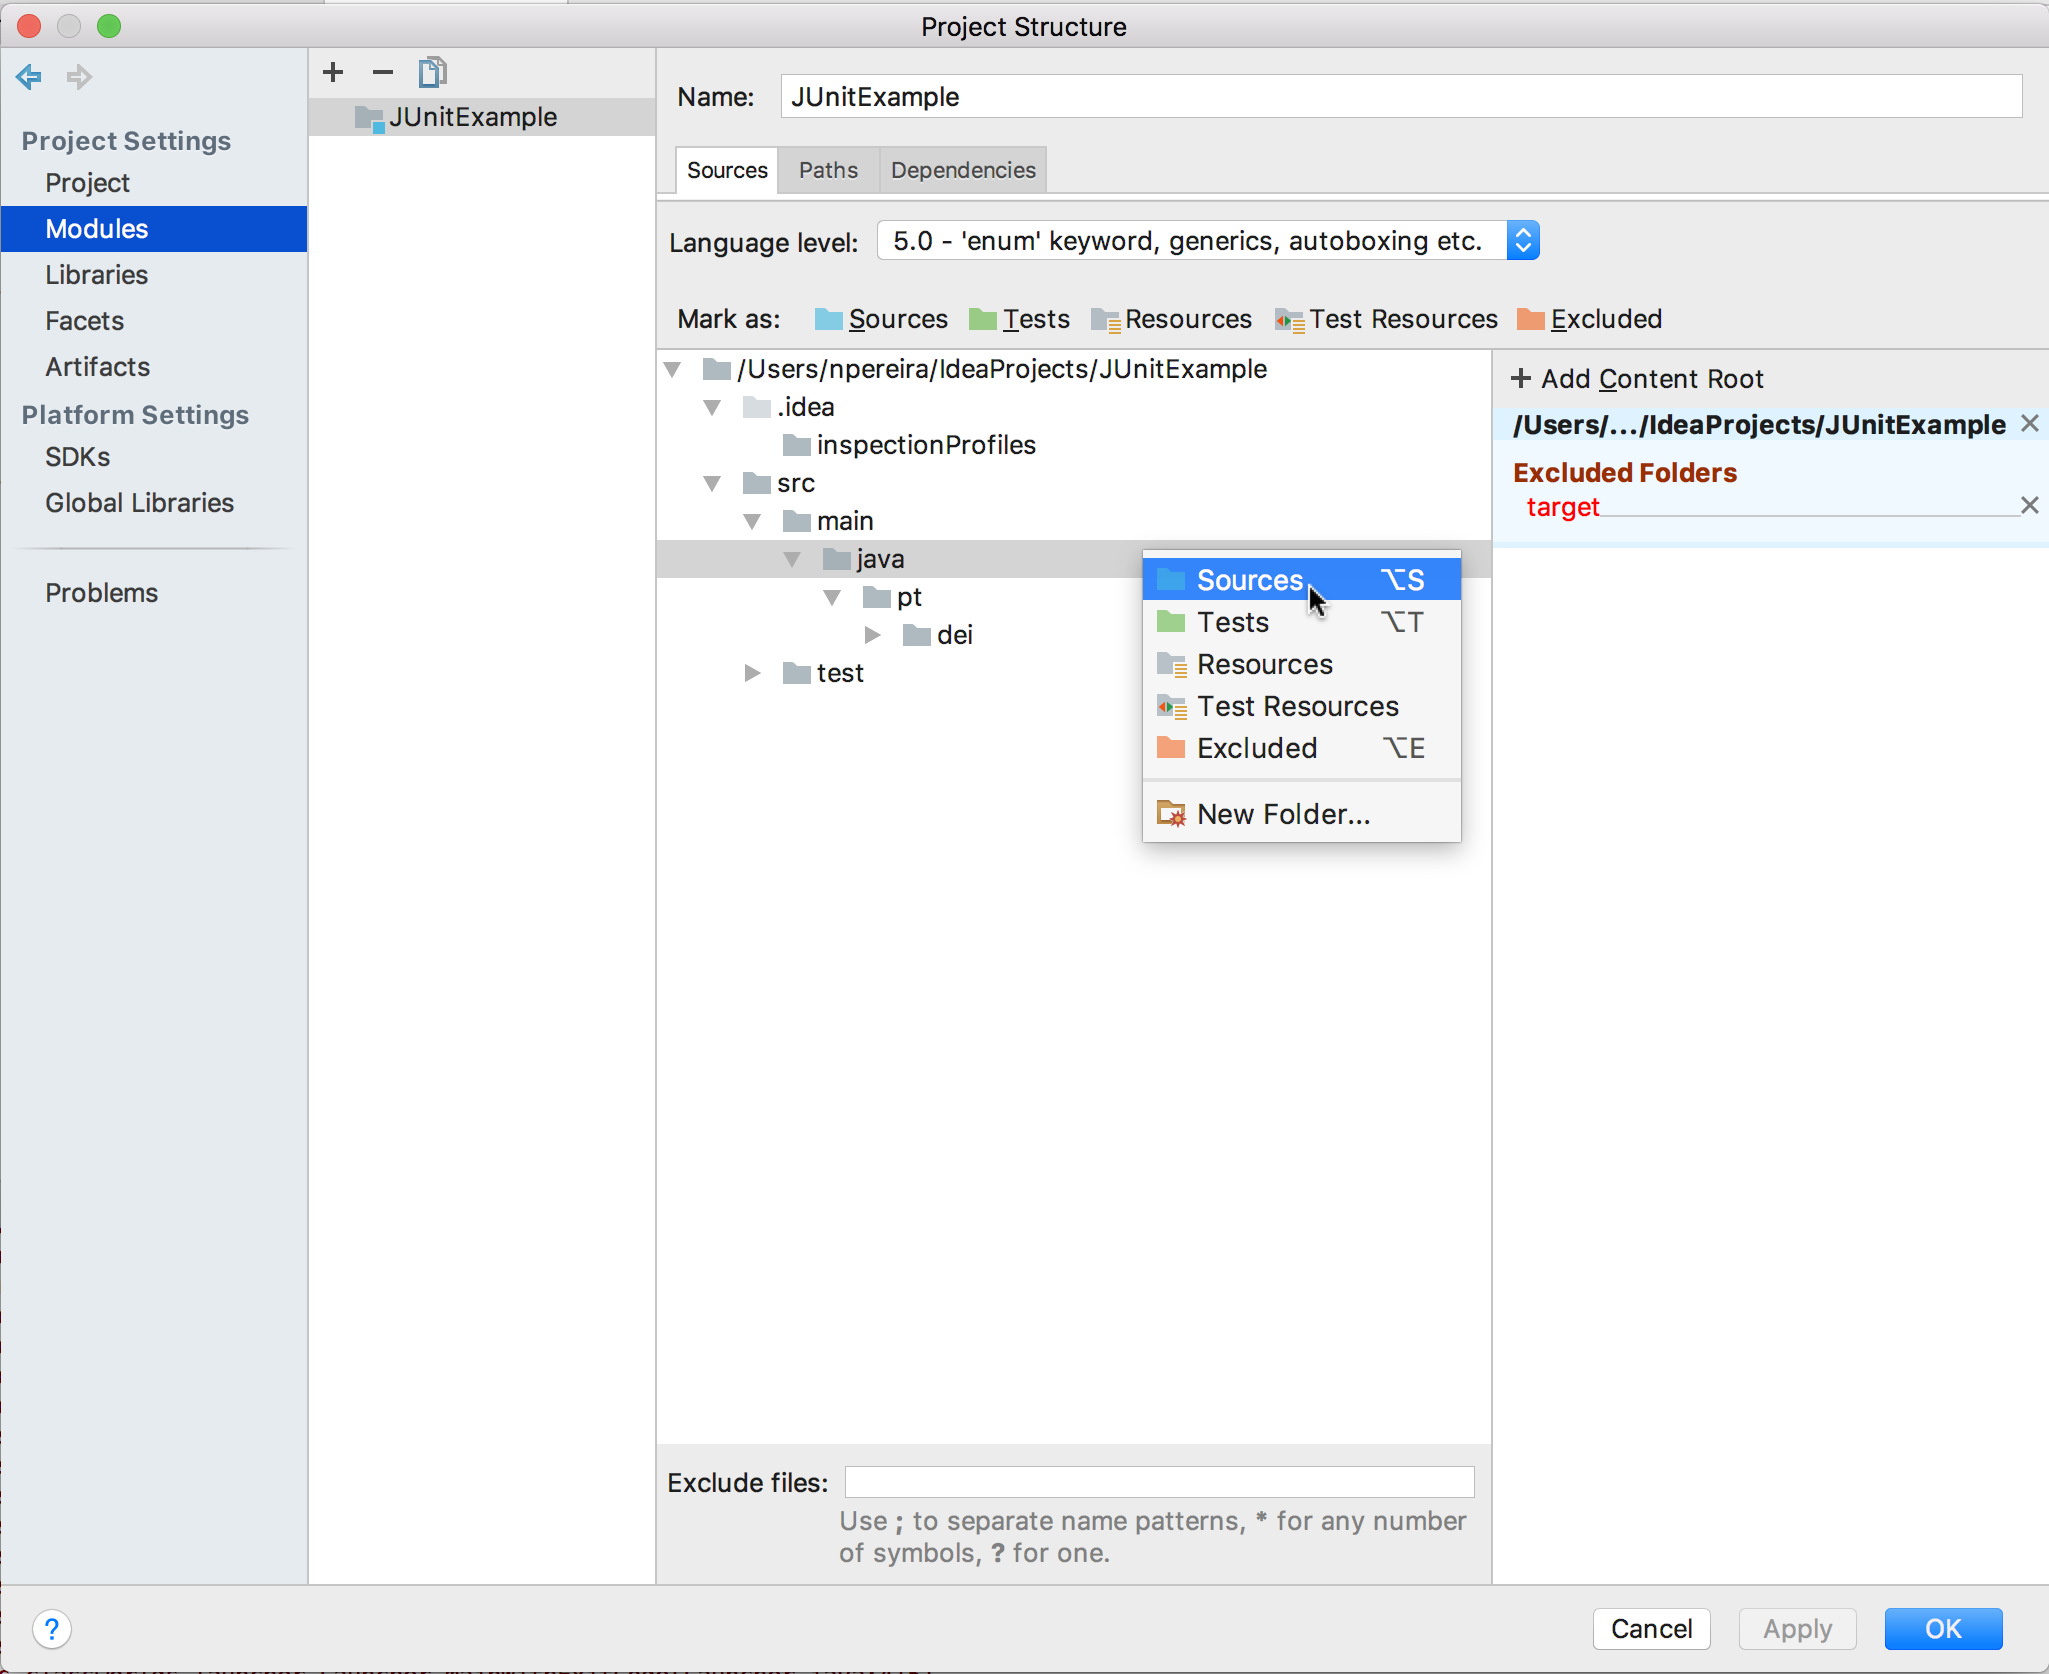 Project Structure
Project Settings
Project
Modules
Libraries
Facets
Artifacts
Platform Settings
SDKs
Global Libraries
Problems
JUnitExample
Name: JUnitExample
Sources Paths Dependencies
Language level: 5.0 - 'enum' keyword, generics, autoboxing etc.
Mark as: Sources Tests Resources Test Resources Excluded
/Users/npereira/IdeaProjects/JUnitExample
.idea
inspectionProfiles
src
main
java
pt
dei
test
Sources ⌥S
Tests ⌥T
Resources
Test Resources
Excluded ⌥E
New Folder...
+ Add Content Root
/Users/.../IdeaProjects/JUnitExample
Excluded Folders
target
Exclude files:
Use ; to separate name patterns, * for any number
of symbols, ? for one.
?
Cancel Apply OK